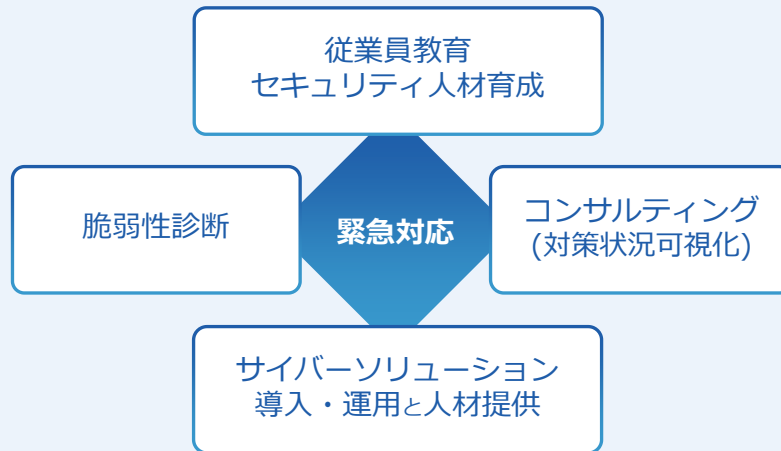 従業員教育
セキュリティ人材育成
脆弱性診断
緊急対応
コンサルティング
(対策状況可視化)
サイバーソリューション
導入・運用と人材提供